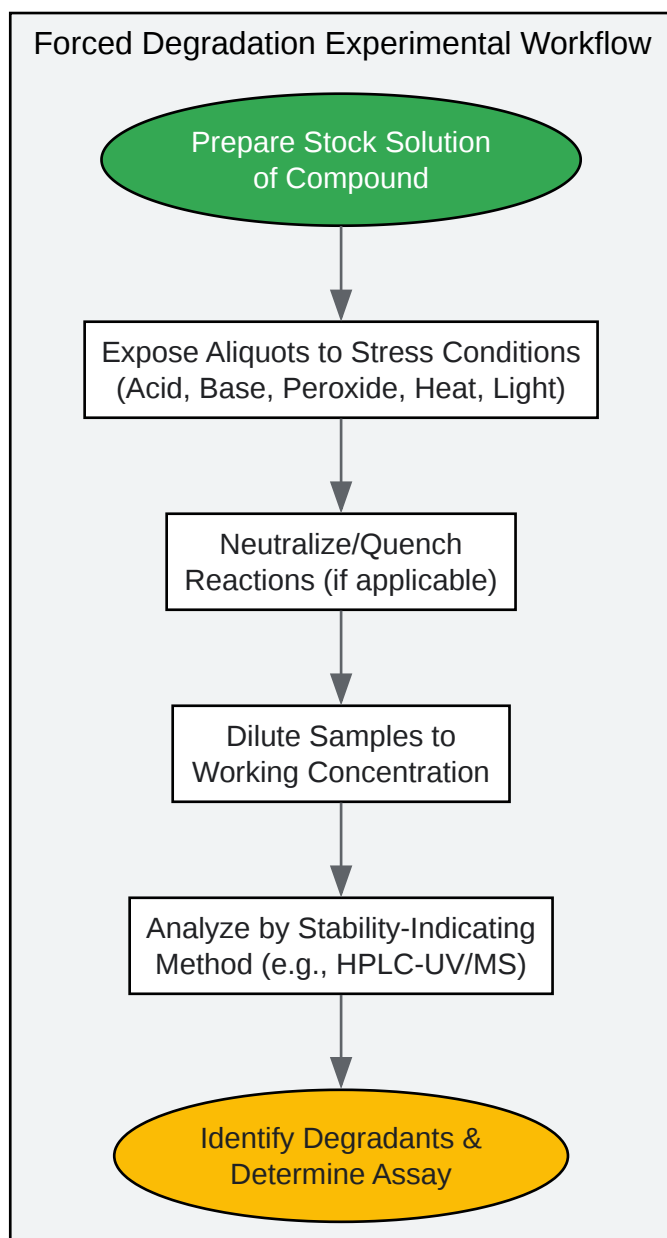 Forced Degradation Experimental Workflow
Prepare Stock Solution
of Compound
Expose Aliquots to Stress Conditions
(Acid, Base, Peroxide, Heat, Light)
Neutralize/Quench
Reactions (if applicable)
Dilute Samples to
Working Concentration
Analyze by Stability-Indicating
Method (e.g., HPLC-UV/MS)
Identify Degradants &
Determine Assay